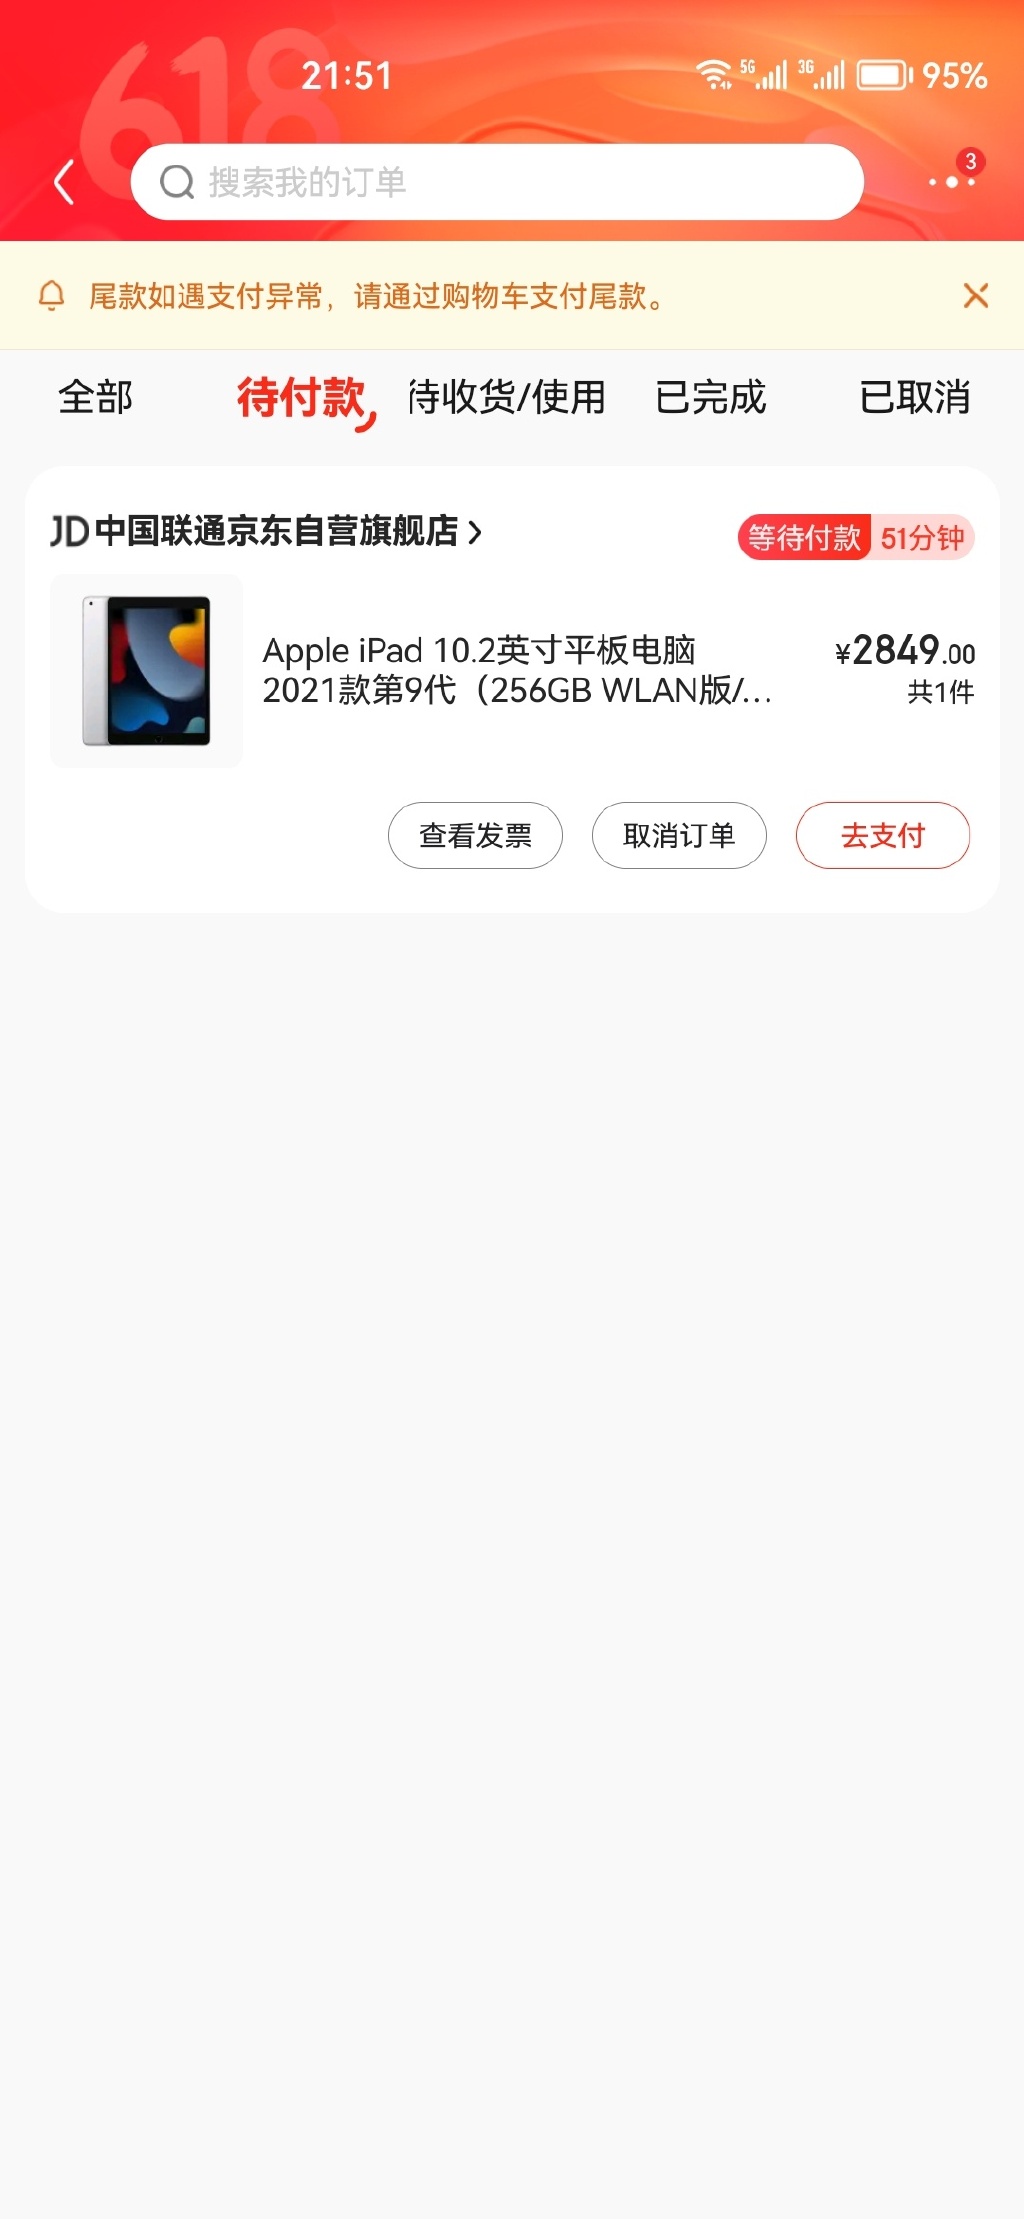 618
21:51
5G 3G 95%
搜索我的订单
3
尾款如遇支付异常，请通过购物车支付尾款。
全部 待付款 待收货/使用 已完成 已取消
JD 中国联通京东自营旗舰店
等待付款 51分钟
Apple iPad 10.2英寸平板电脑
¥2849.00
2021款第9代（256GB WLAN版/...
共1件
查看发票 取消订单 去支付